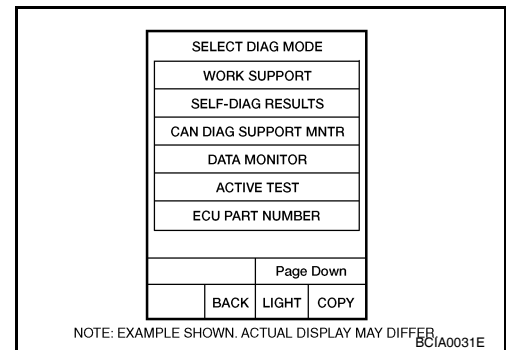 SELECT DIAG MODE
WORK SUPPORT
SELF-DIAG RESULTS
CAN DIAG SUPPORT MNTR
DATA MONITOR
ACTIVE TEST
ECU PART NUMBER
Page Down
BACK LIGHT COPY
NOTE: EXAMPLE SHOWN. ACTUAL DISPLAY MAY DIFFER.
BCIA0031E